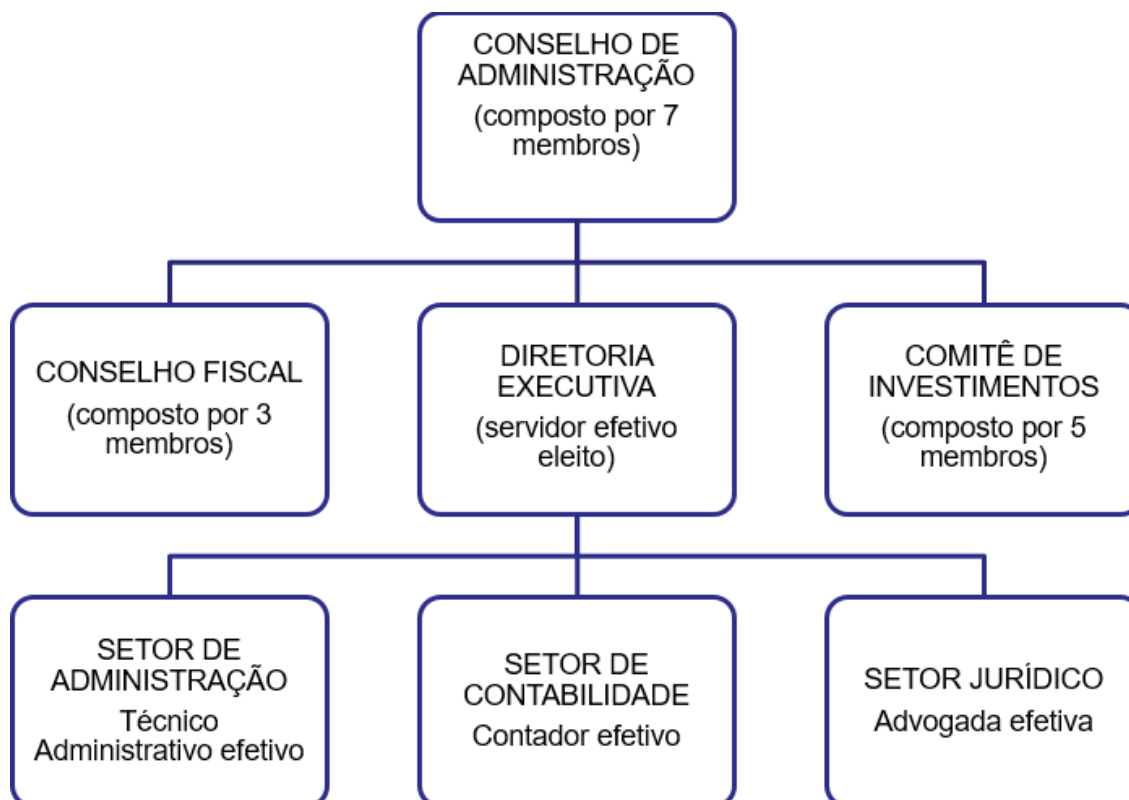 CONSELHO DE
ADMINISTRAÇÃO
(composto por 7
membros)
CONSELHO FISCAL
(composto por 3
membros)
DIRETORIA
EXECUTIVA
(servidor efetivo
eleito)
COMITÊ DE
INVESTIMENTOS
(composto por 5
membros)
SETOR DE
ADMINISTRAÇÃO
Técnico
Administrativo efetivo
SETOR DE
CONTABILIDADE
Contador efetivo
SETOR JURÍDICO
Advogada efetiva